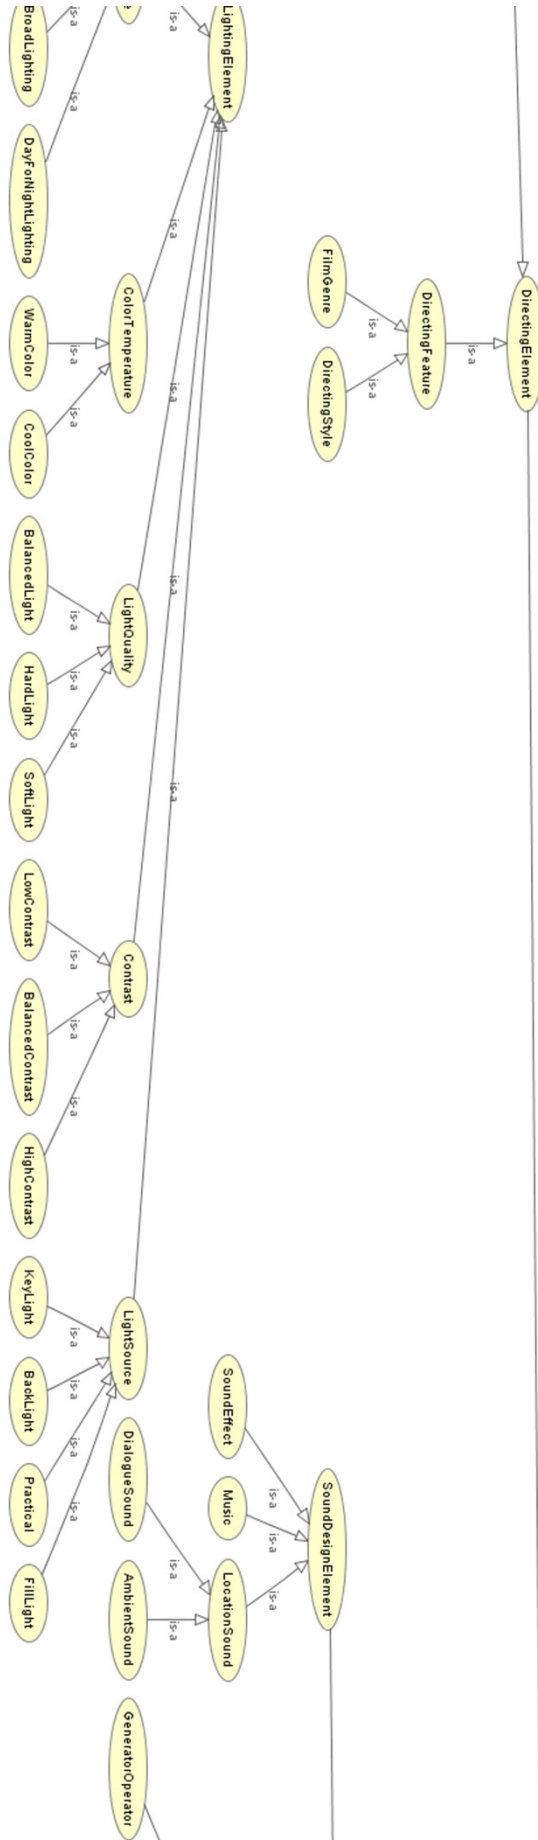 DirectingElement
is-a
DirectingFeature
is-a
is-a
FilmGenre
DirectingStyle
SoundDesignElement
is-a
is-a
is-a
LightingElement
SoundEffect
Music
LocationSound
is-a
is-a
is-a
is-a
is-a
is-a
is-a
e
ColorTemperature
LightQuality
Contrast
LightSource
DialogueSound
AmbientSound
GeneratorOperator
is-a
is-a
is-a
is-a
is-a
is-a
is-a
is-a
is-a
is-a
is-a
is-a
is-a
is-a
BroadLighting
DayForNightLighting
WarmColor
CoolColor
BalancedLight
HardLight
SoftLight
LowContrast
BalancedContrast
HighContrast
KeyLight
BackLight
Practical
FillLight